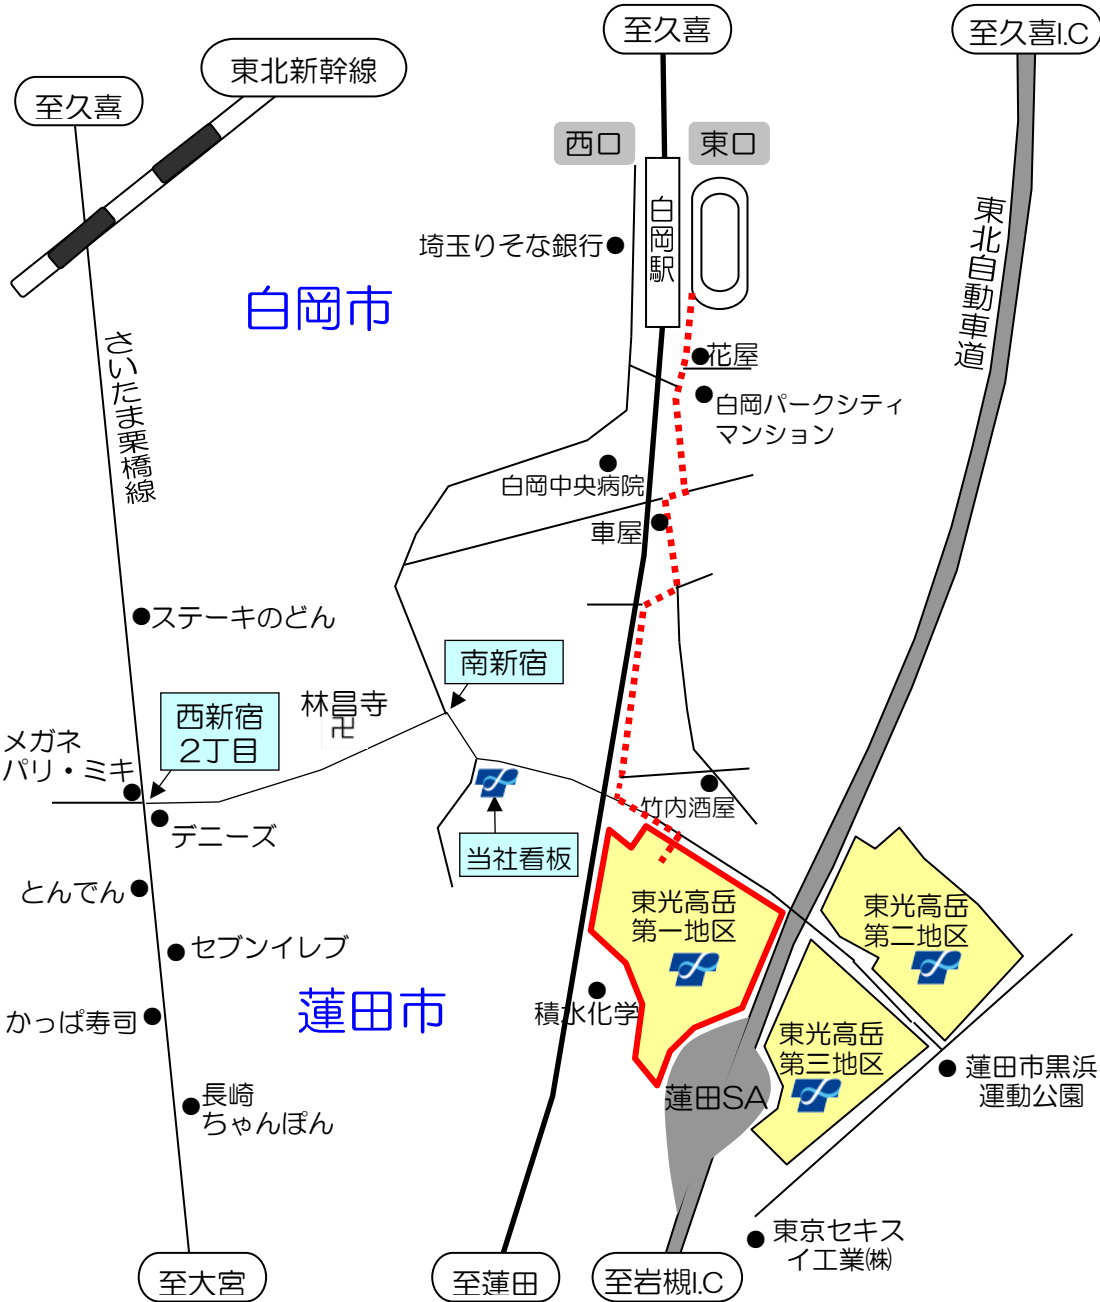 至久喜
至久喜I.C
東北新幹線
至久喜
西口
東口
白岡駅
埼玉りそな銀行
東北自動車道
白岡市
さいたま栗橋線
花屋
白岡パークシティ
マンション
白岡中央病院
車屋
ステーキのどん
南新宿
林昌寺
卍
西新宿
2丁目
メガネ
パリ・ミキ
竹内酒屋
デニーズ
当社看板
とんでん
東光高岳
第一地区
東光高岳
第二地区
セブンイレブ
蓮田市
積水化学
かっぱ寿司
東光高岳
第三地区
蓮田市黒浜
運動公園
蓮田SA
長崎
ちゃんぽん
東京セキス
イ工業㈱
至大宮
至蓮田
至岩槻I.C